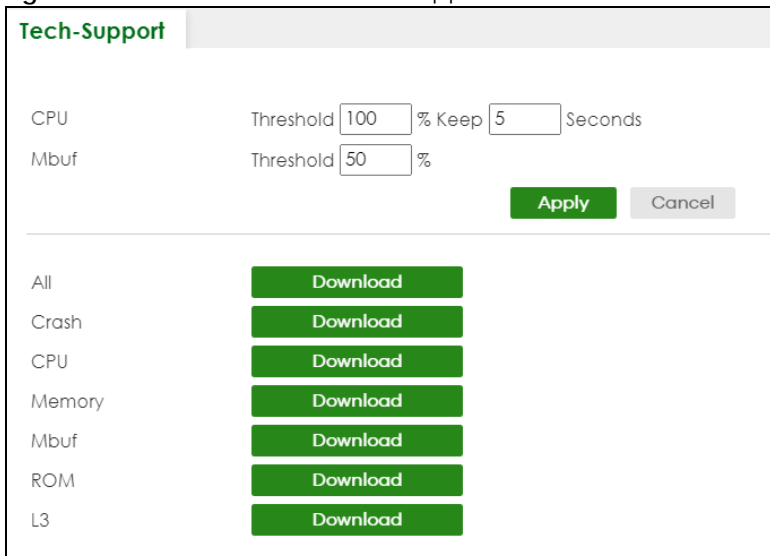 Tech-Support
CPU Threshold 100 % Keep 5 Seconds
Mbuf Threshold 50 %
Apply Cancel
All Download
Crash Download
CPU Download
Memory Download
Mbuf Download
ROM Download
L3 Download